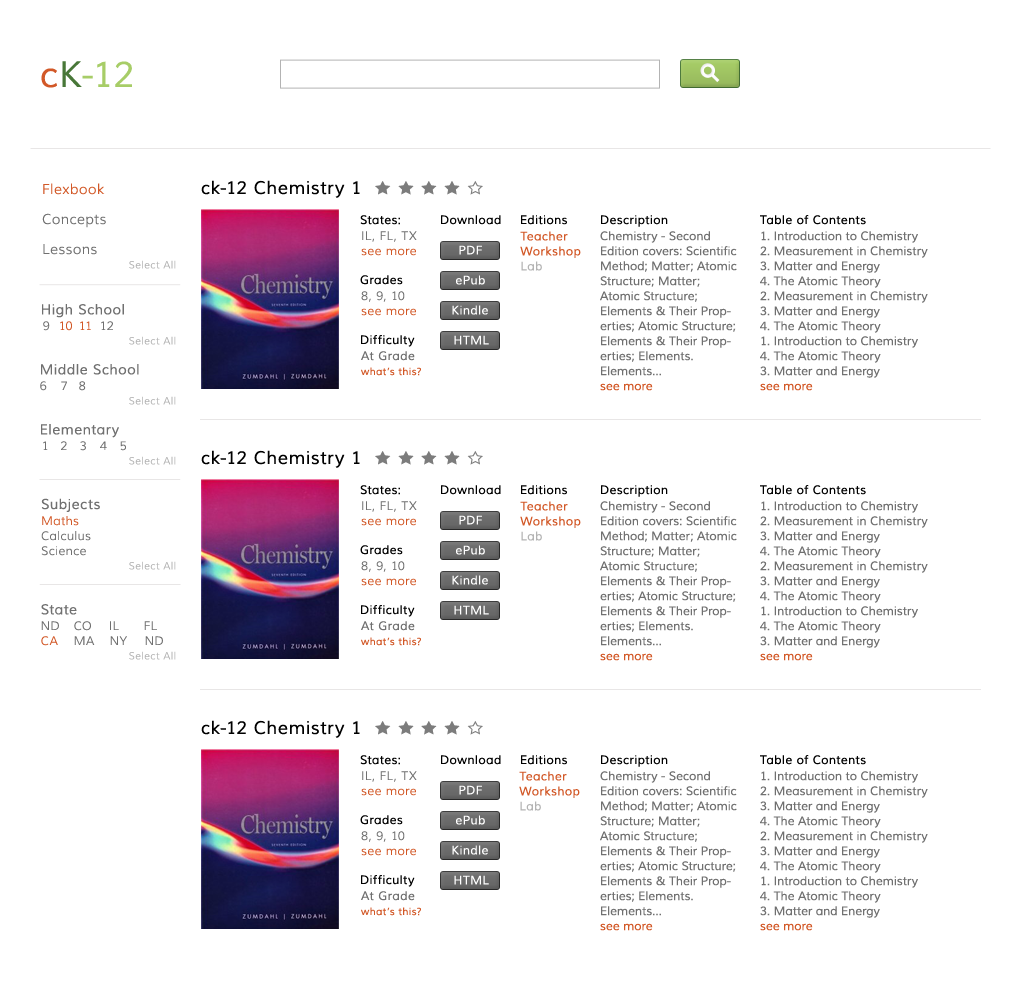 cK-12
Flexbook
Concepts
Lessons
Select All
High School
9 10 11 12
Select All
Middle School
6 7 8
Select All
Elementary
1 2 3 4 5
Select All
Subjects
Maths
Calculus
Science
Select All
State
ND CO IL FL
CA MA NY ND
Select All
ck-12 Chemistry 1
Chemistry
SEVENTH EDITION
ZUMDAHL | ZUMDAHL
States:
IL, FL, TX
see more
Grades
8, 9, 10
see more
Difficulty
At Grade
what's this?
Download
PDF
ePub
Kindle
HTML
Editions
Teacher
Workshop
Lab
Description
Chemistry - Second
Edition covers: Scientific
Method; Matter; Atomic
Structure; Matter;
Atomic Structure;
Elements & Their Prop-
erties; Atomic Structure;
Elements & Their Prop-
erties; Elements.
Elements...
see more
Table of Contents
1. Introduction to Chemistry
2. Measurement in Chemistry
3. Matter and Energy
4. The Atomic Theory
2. Measurement in Chemistry
3. Matter and Energy
4. The Atomic Theory
1. Introduction to Chemistry
4. The Atomic Theory
3. Matter and Energy
see more
ck-12 Chemistry 1
Chemistry
SEVENTH EDITION
ZUMDAHL | ZUMDAHL
States:
IL, FL, TX
see more
Grades
8, 9, 10
see more
Difficulty
At Grade
what's this?
Download
PDF
ePub
Kindle
HTML
Editions
Teacher
Workshop
Lab
Description
Chemistry - Second
Edition covers: Scientific
Method; Matter; Atomic
Structure; Matter;
Atomic Structure;
Elements & Their Prop-
erties; Atomic Structure;
Elements & Their Prop-
erties; Elements.
Elements...
see more
Table of Contents
1. Introduction to Chemistry
2. Measurement in Chemistry
3. Matter and Energy
4. The Atomic Theory
2. Measurement in Chemistry
3. Matter and Energy
4. The Atomic Theory
1. Introduction to Chemistry
4. The Atomic Theory
3. Matter and Energy
see more
ck-12 Chemistry 1
Chemistry
SEVENTH EDITION
ZUMDAHL | ZUMDAHL
States:
IL, FL, TX
see more
Grades
8, 9, 10
see more
Difficulty
At Grade
what's this?
Download
PDF
ePub
Kindle
HTML
Editions
Teacher
Workshop
Lab
Description
Chemistry - Second
Edition covers: Scientific
Method; Matter; Atomic
Structure; Matter;
Atomic Structure;
Elements & Their Prop-
erties; Atomic Structure;
Elements & Their Prop-
erties; Elements.
Elements...
see more
Table of Contents
1. Introduction to Chemistry
2. Measurement in Chemistry
3. Matter and Energy
4. The Atomic Theory
2. Measurement in Chemistry
3. Matter and Energy
4. The Atomic Theory
1. Introduction to Chemistry
4. The Atomic Theory
3. Matter and Energy
see more